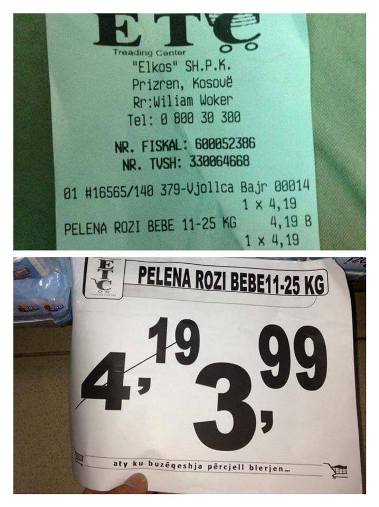 ETC
Treading Canter
"Elkos" SH.P.K.
Prizren, Kosovë
Rr:Wiliam Woker
Tel: 0 800 30 300
NR. FISKAL: 600052386
NR. TVSH: 330064668
01 #16565/140 379-Vjollca Bajr 00014
1 x 4,19
PELENA ROZI BEBE 11-25 KG 4,19 B
1 x 4,19
ETC
PELENA ROZI BEBE11-25 KG
4,19 3,99
aty ku buzëqeshja përcjell blerjen...